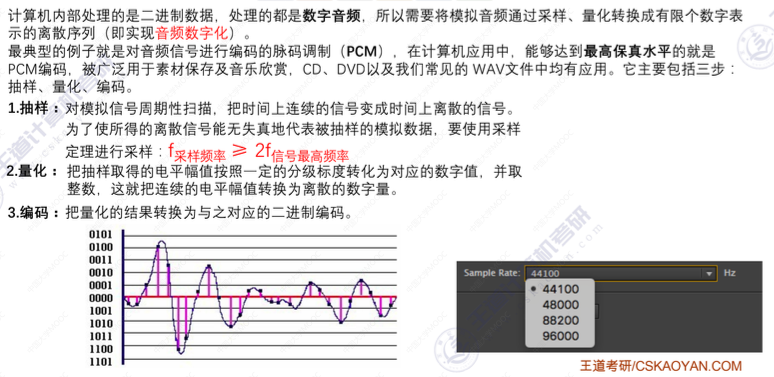 计算机内部处理的是二进制数据，处理的都是数字音频，所以需要将模拟音频通过采样、量化转换成有限个数字表
示的离散序列（即实现音频数字化）。
最典型的例子就是对音频信号进行编码的脉码调制（PCM），在计算机应用中，能够达到最高保真水平的就是
PCM编码，被广泛用于素材保存及音乐欣赏，CD、DVD以及我们常见的 WAV文件中均有应用。它主要包括三步：
抽样、量化、编码。
1.抽样：对模拟信号周期性扫描，把时间上连续的信号变成时间上离散的信号。
为了使所得的离散信号能无失真地代表被抽样的模拟数据，要使用采样
定理进行采样：f采样频率 ≥ 2f信号最高频率
2.量化：把抽样取得的电平幅值按照一定的分级标度转化为对应的数字值，并取
整数，这就把连续的电平幅值转换为离散的数字量。
3.编码：把量化的结果转换为与之对应的二进制编码。
0101
0100
0011
0010
0001
0000
1001
1010
1011
1100
1101
Sample Rate: 44100 Hz
44100
48000
88200
96000
王道考研/CSKAOYAN.COM